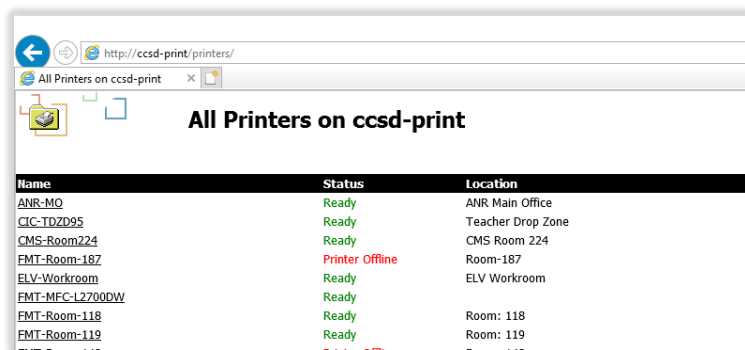 http://ccsd-print/printers/
All Printers on ccsd-print
All Printers on ccsd-print
Name Status Location
ANR-MO Ready ANR Main Office
CIC-TDZD95 Ready Teacher Drop Zone
CMS-Room224 Ready CMS Room 224
FMT-Room-187 Printer Offline Room-187
ELV-Workroom Ready ELV Workroom
FMT-MFC-L2700DW Ready
FMT-Room-118 Ready Room: 118
FMT-Room-119 Ready Room: 119